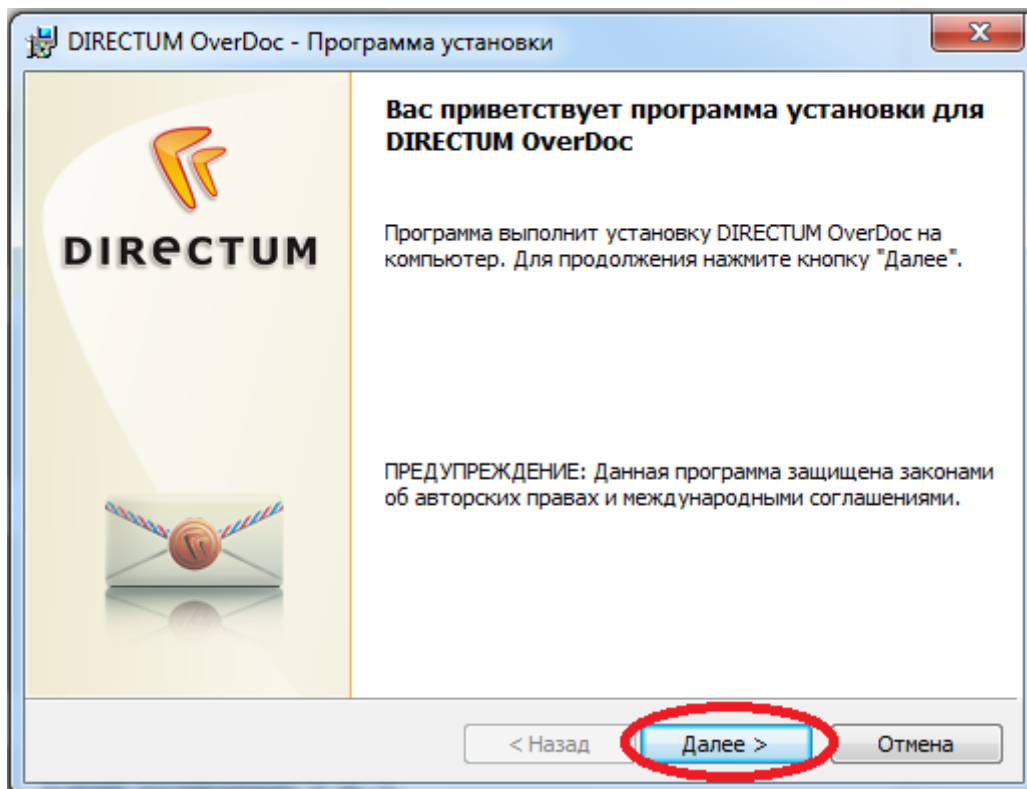 DIRECTUM OverDoc - Программа установки
Вас приветствует программа установки для
DIRECTUM OverDoc
DIRECTUM
Программа выполнит установку DIRECTUM OverDoc на
компьютер. Для продолжения нажмите кнопку "Далее".
ПРЕДУПРЕЖДЕНИЕ: Данная программа защищена законами
об авторских правах и международными соглашениями.
< Назад
Далее >
Отмена